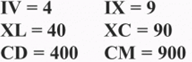 IV = 4 IX = 9
XL = 40 XC = 90
CD = 400 CM = 900